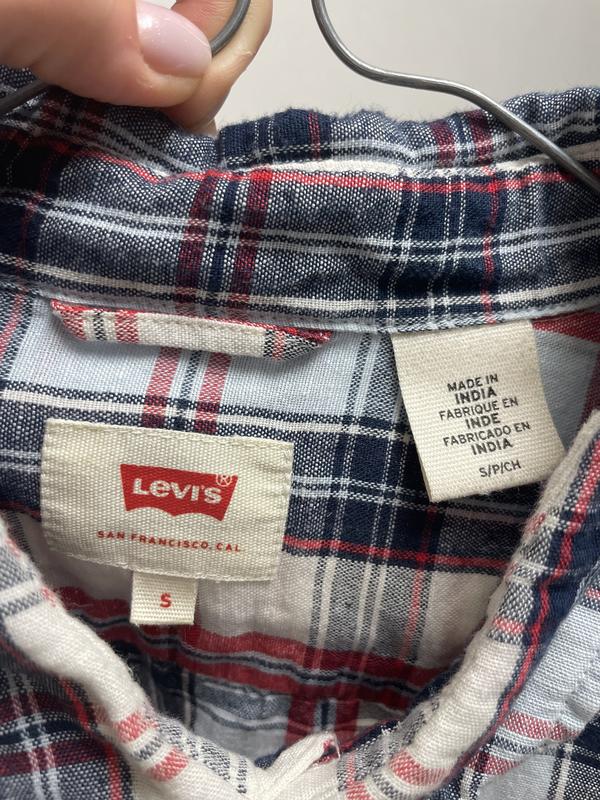 LEVI'S®
SAN FRANCISCO, CAL
S
MADE IN
INDIA
FABRIQUE EN
INDE
FABRICADO EN
INDIA
S/P/CH